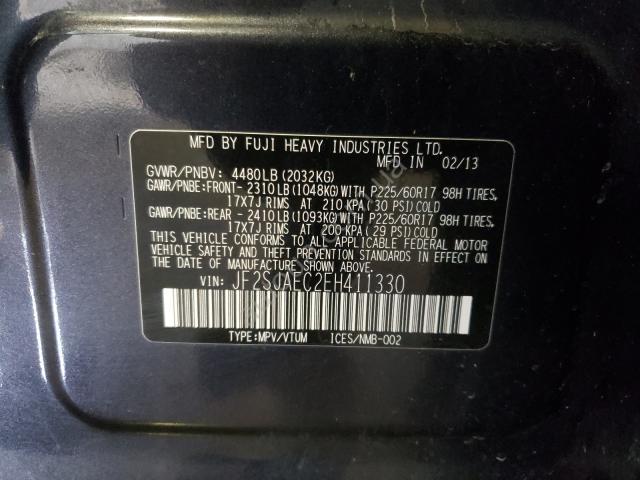 MFD BY FUJI HEAVY INDUSTRIES LTD.
MFD IN 02/13
GVWR/PNBV: 4480LB(2032KG)
GAWR/PNBE:FRONT- 2310LB(1048KG)WITH P225/60R17 98H TIRES,
17X7J RIMS AT 210 KPA(30 PSI)COLD
GAWR/PNBE:REAR - 2410LB(1093KG)WITH P225/60R17 98H TIRES,
17X7J RIMS AT 200 KPA(29 PSI)COLD
THIS VEHICLE CONFORMS TO ALL APPLICABLE FEDERAL MOTOR
VEHICLE SAFETY AND THEFT PREVENTION STANDARDS IN EFFECT ON
THE DATE OF MANUFACTURE SHOWN ABOVE.
VIN: JF2SJAEC2EH411330
TYPE:MPV/VTUM ICES/NMB-002